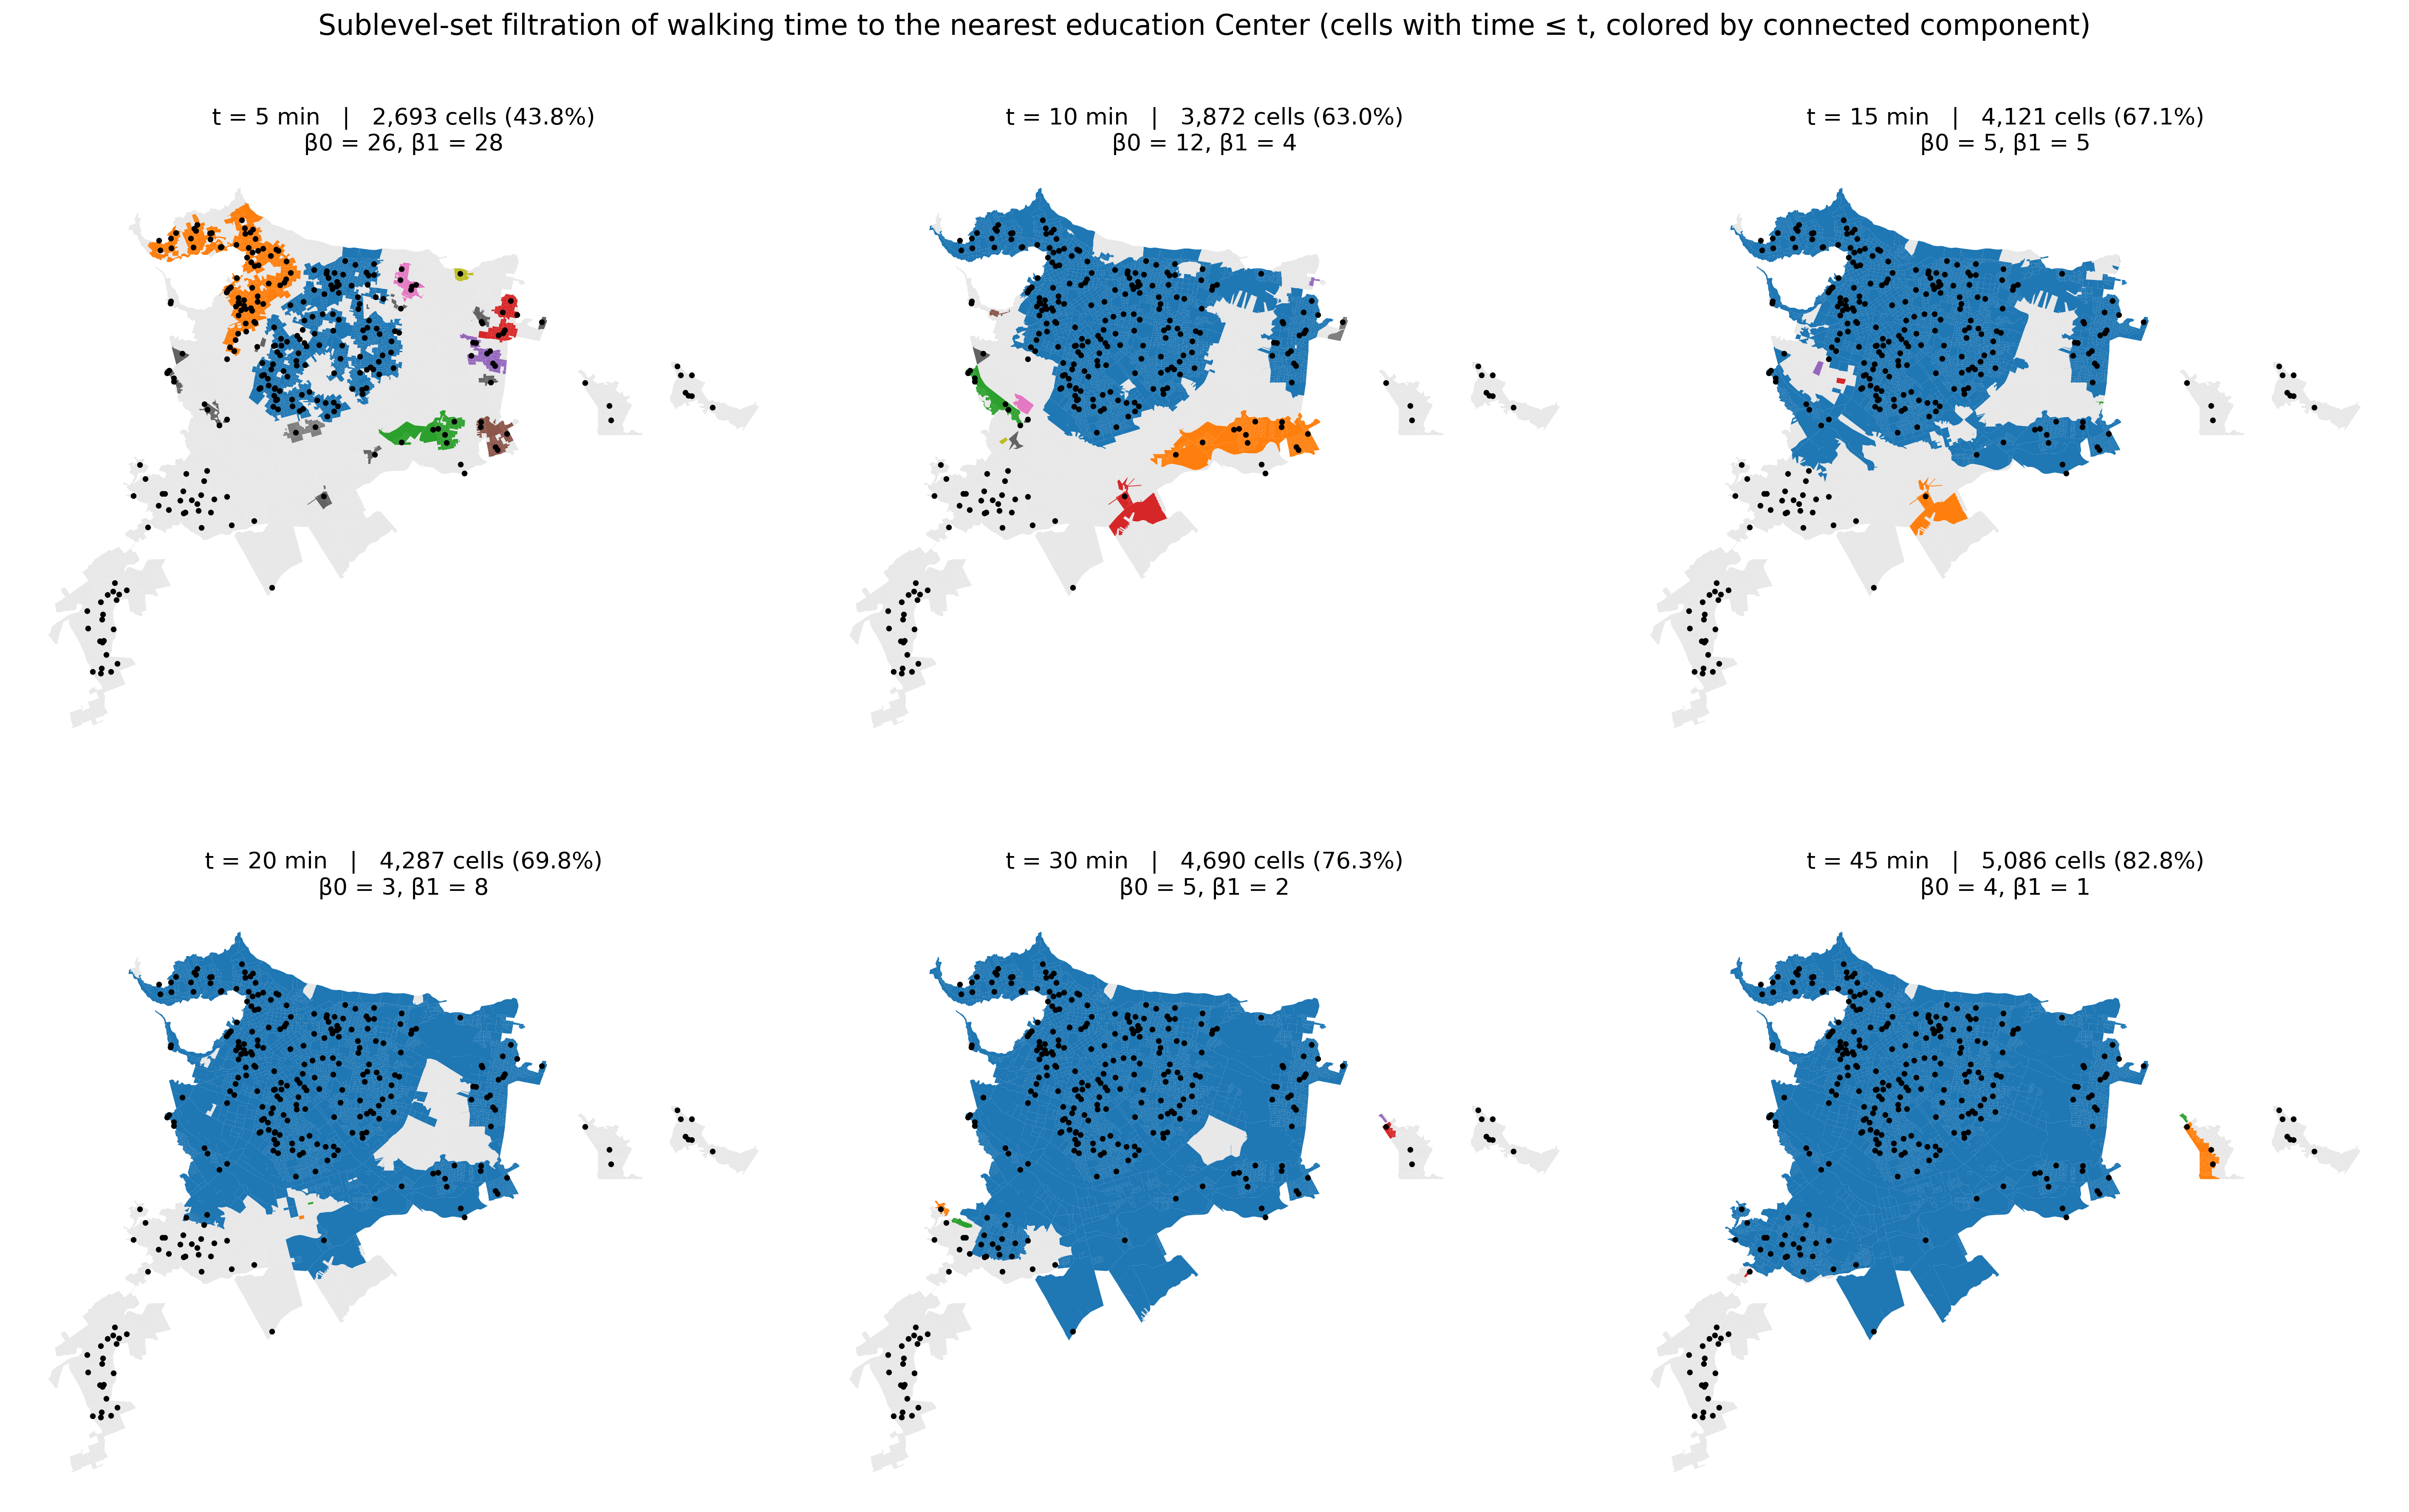 Sublevel-set filtration of walking time to the nearest education Center (cells with time ≤ t, colored by connected component)
t = 5 min | 2,693 cells (43.8%)
β0 = 26, β1 = 28
t = 10 min | 3,872 cells (63.0%)
β0 = 12, β1 = 4
t = 15 min | 4,121 cells (67.1%)
β0 = 5, β1 = 5
t = 20 min | 4,287 cells (69.8%)
β0 = 3, β1 = 8
t = 30 min | 4,690 cells (76.3%)
β0 = 5, β1 = 2
t = 45 min | 5,086 cells (82.8%)
β0 = 4, β1 = 1